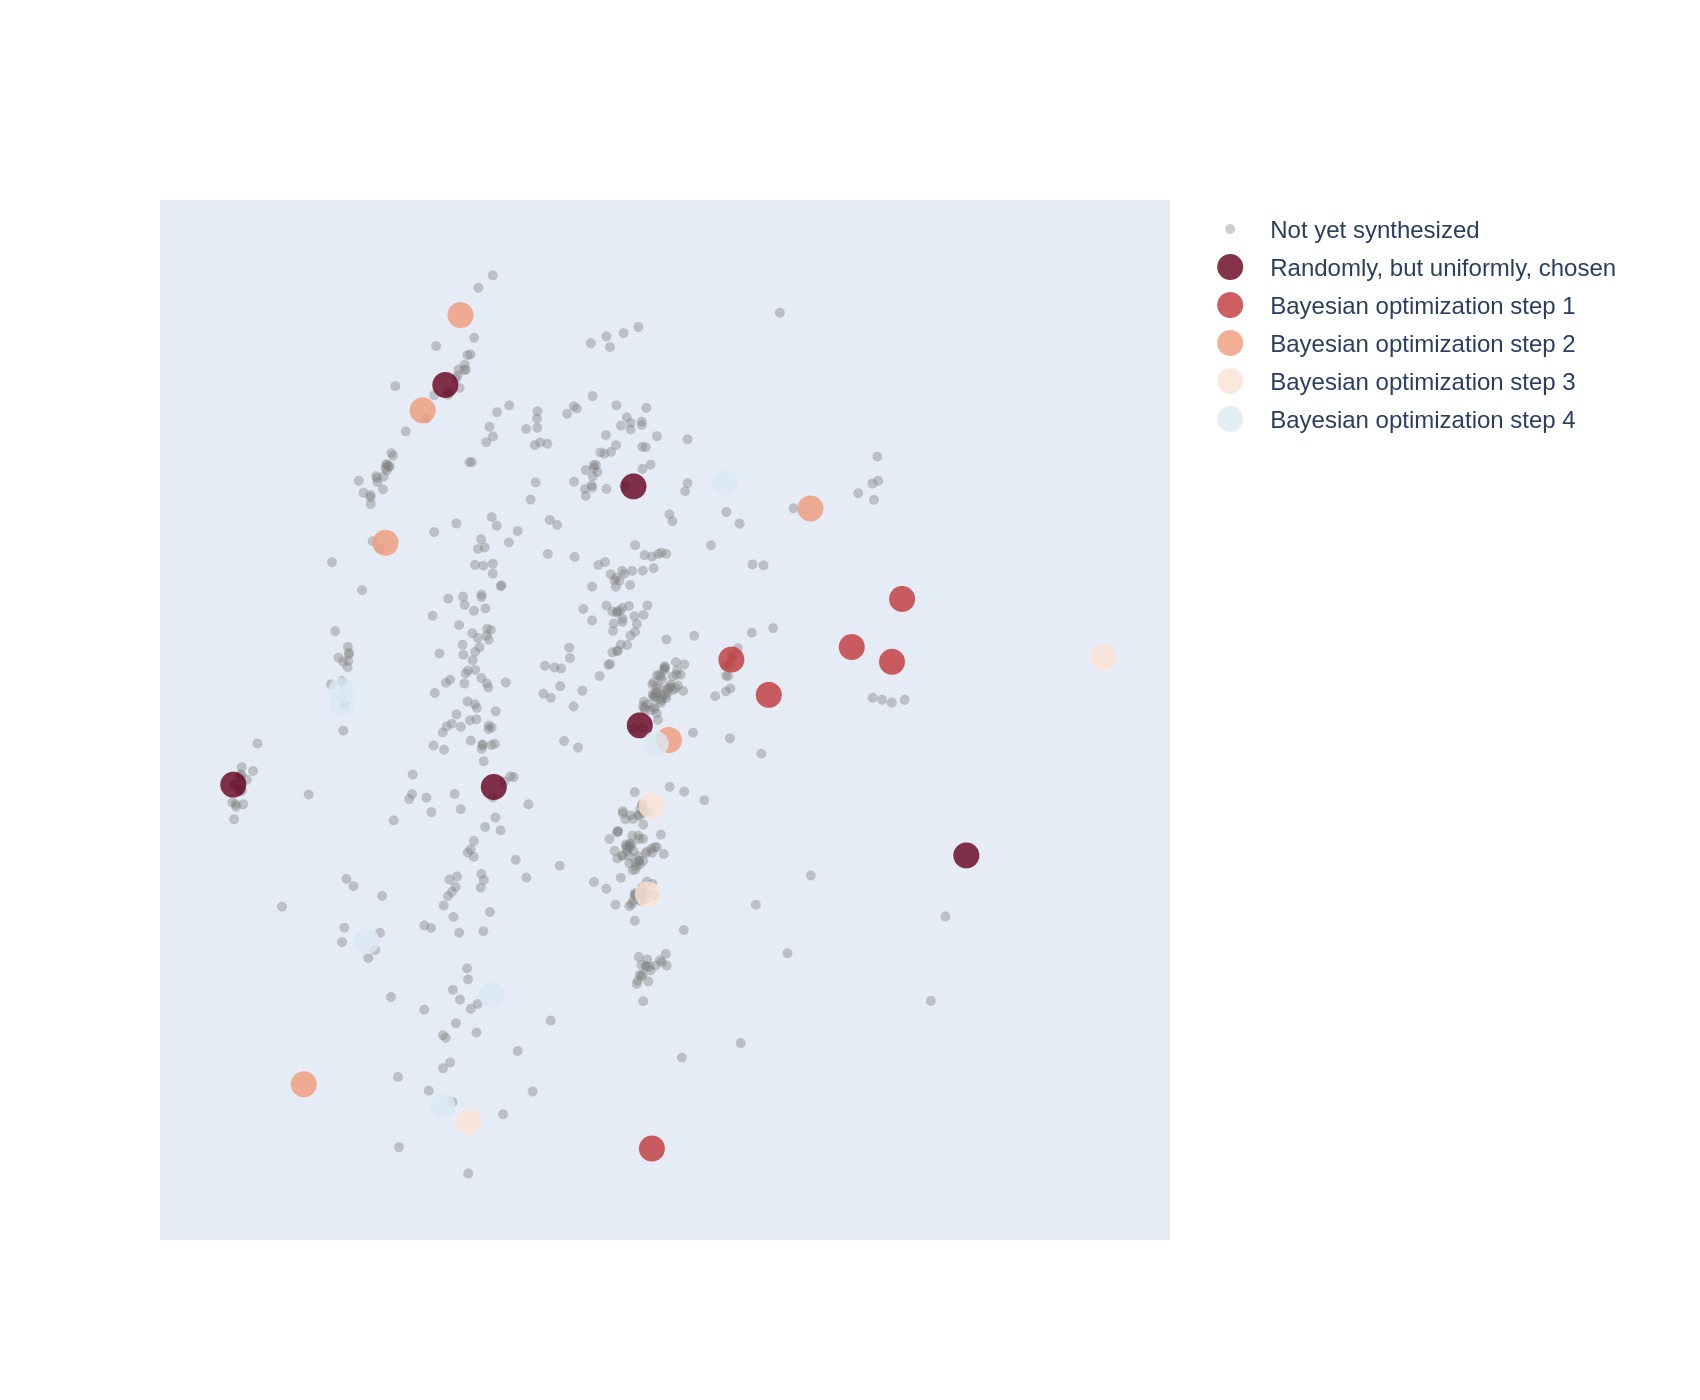 Not yet synthesized
Randomly, but uniformly, chosen
Bayesian optimization step 1
Bayesian optimization step 2
Bayesian optimization step 3
Bayesian optimization step 4